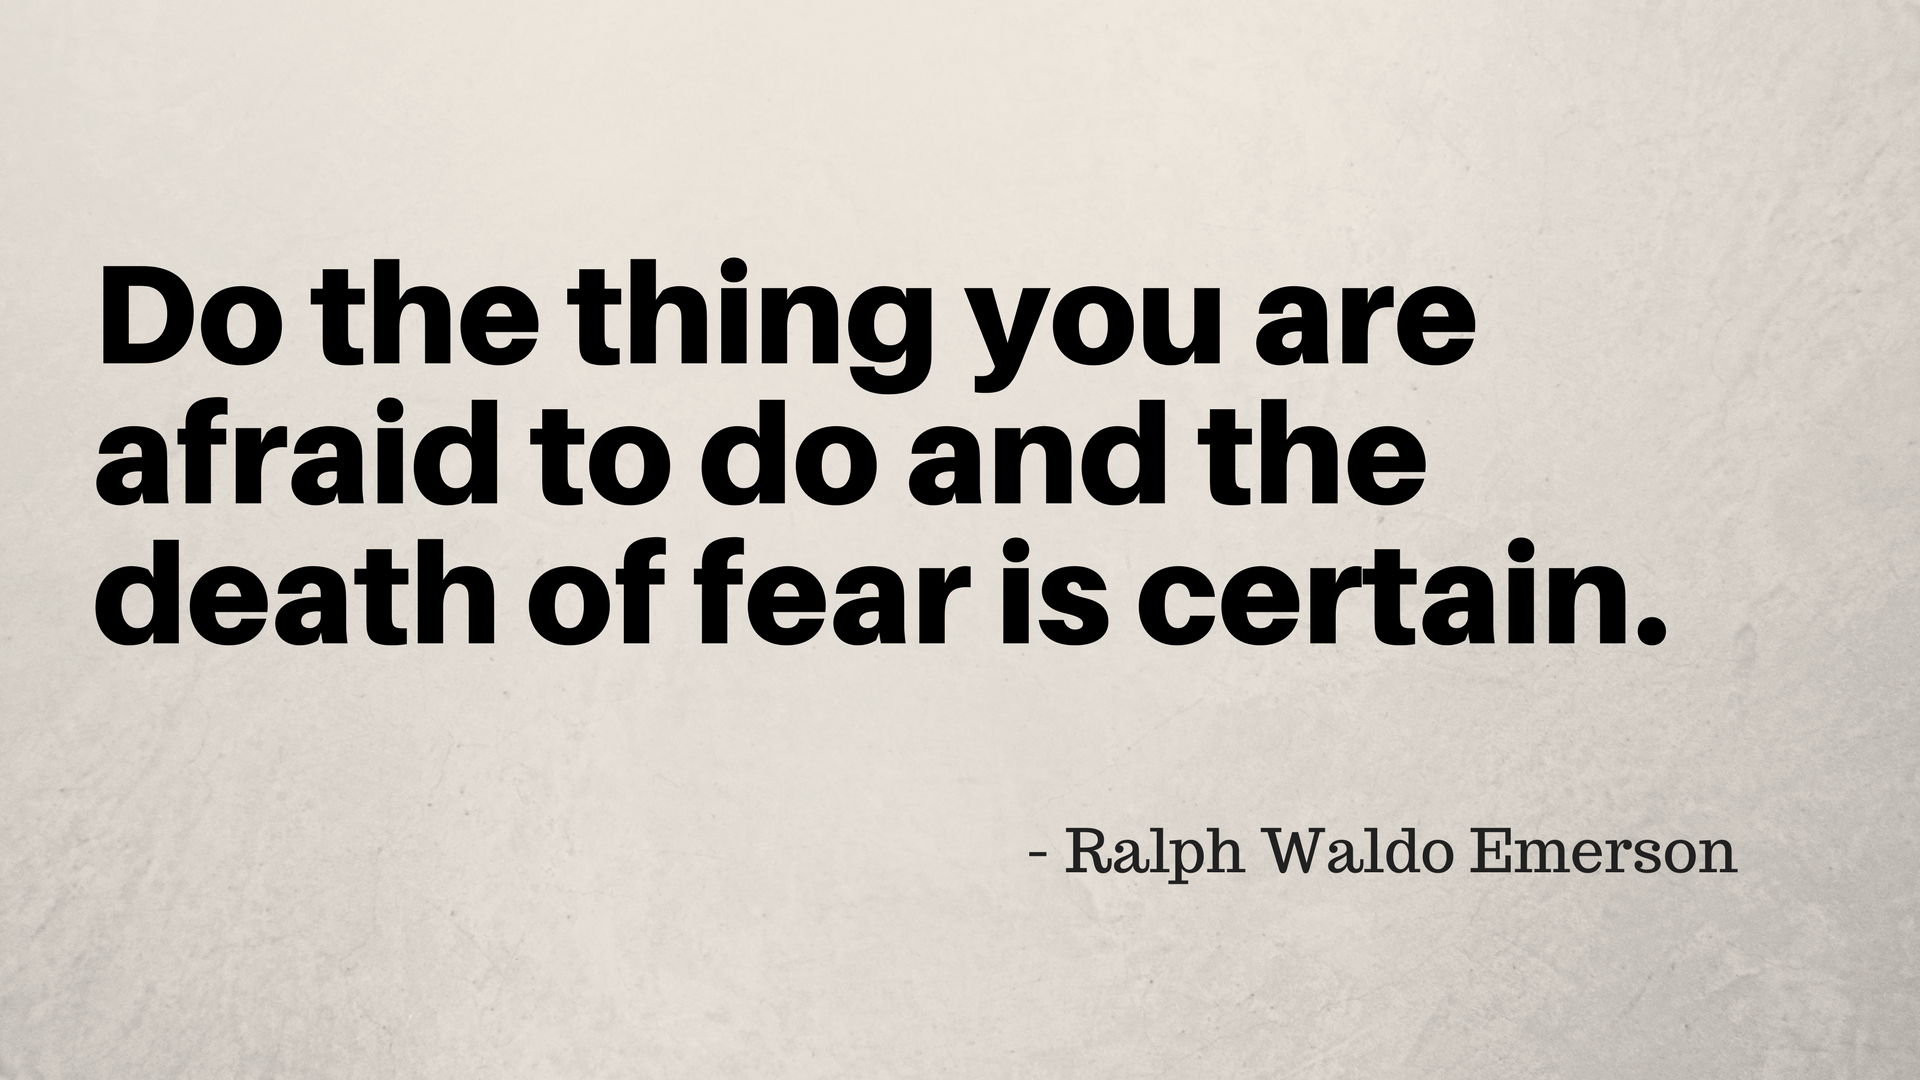 Do the thing you are
afraid to do and the
death of fear is certain.
- Ralph Waldo Emerson